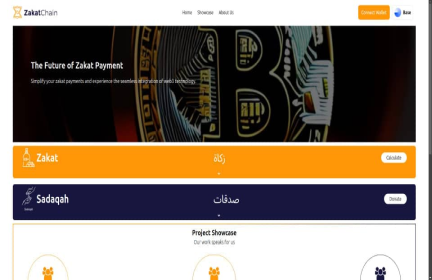 ZakatChain
Home Showcase About Us
Connect Wallet
Base
The Future of Zakat Payment
Simplify your zakat payments and experience the seamless integration of web3 technology
Zakat زكاة Calculate
Sadaqah صدقات Donate
Project Showcase
Our work speaks for us